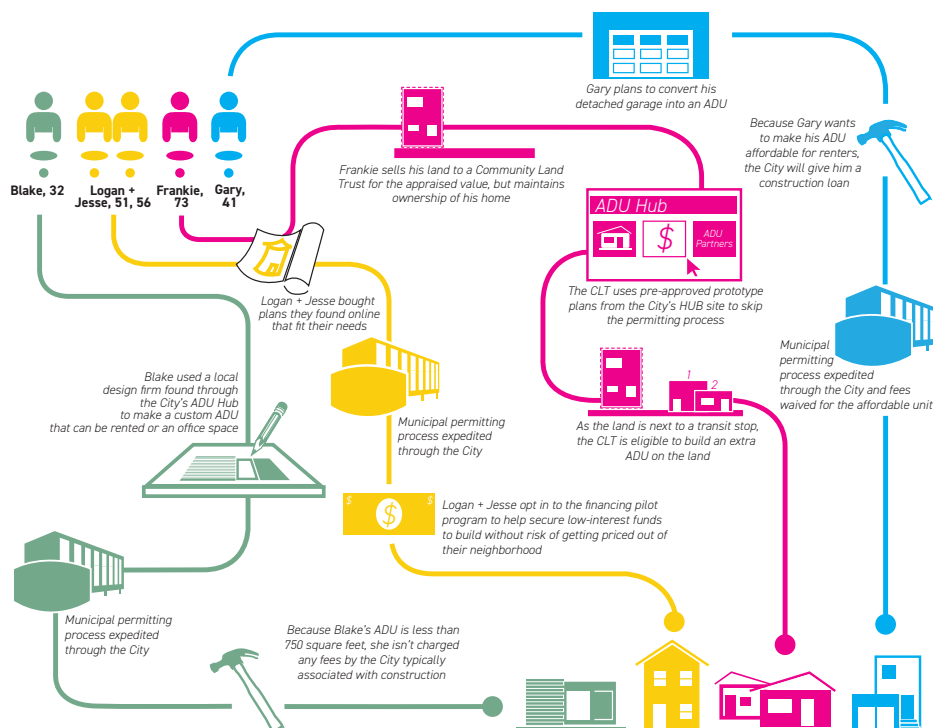 Blake, 32
Logan +
Jesse, 51, 56
Frankie,
73
Gary,
41
Gary plans to convert his
detached garage into an ADU
Because Gary wants
to make his ADU
affordable for renters,
the City will give him a
construction loan
Frankie sells his land to a Community Land
Trust for the appraised value, but maintains
ownership of his home
ADU Hub
$
ADU
Partners
The CLT uses pre-approved prototype
plans from the City's HUB site to skip
the permitting process
Logan + Jesse bought
plans they found online
that fit their needs
Municipal
permitting
process expedited
through the City and fees
waived for the affordable unit
Blake used a local
design firm found through
the City's ADU Hub
to make a custom ADU
that can be rented or an office space
1
2
As the land is next to a transit stop,
the CLT is eligible to build an extra
ADU on the land
Municipal permitting
process expedited
through the City
$ $ $
Logan + Jesse opt in to the financing pilot
program to help secure low-interest funds
to build without risk of getting priced out of
their neighborhood
Municipal permitting
process expedited
through the City
Because Blake's ADU is less than
750 square feet, she isn't charged
any fees by the City typically
associated with construction